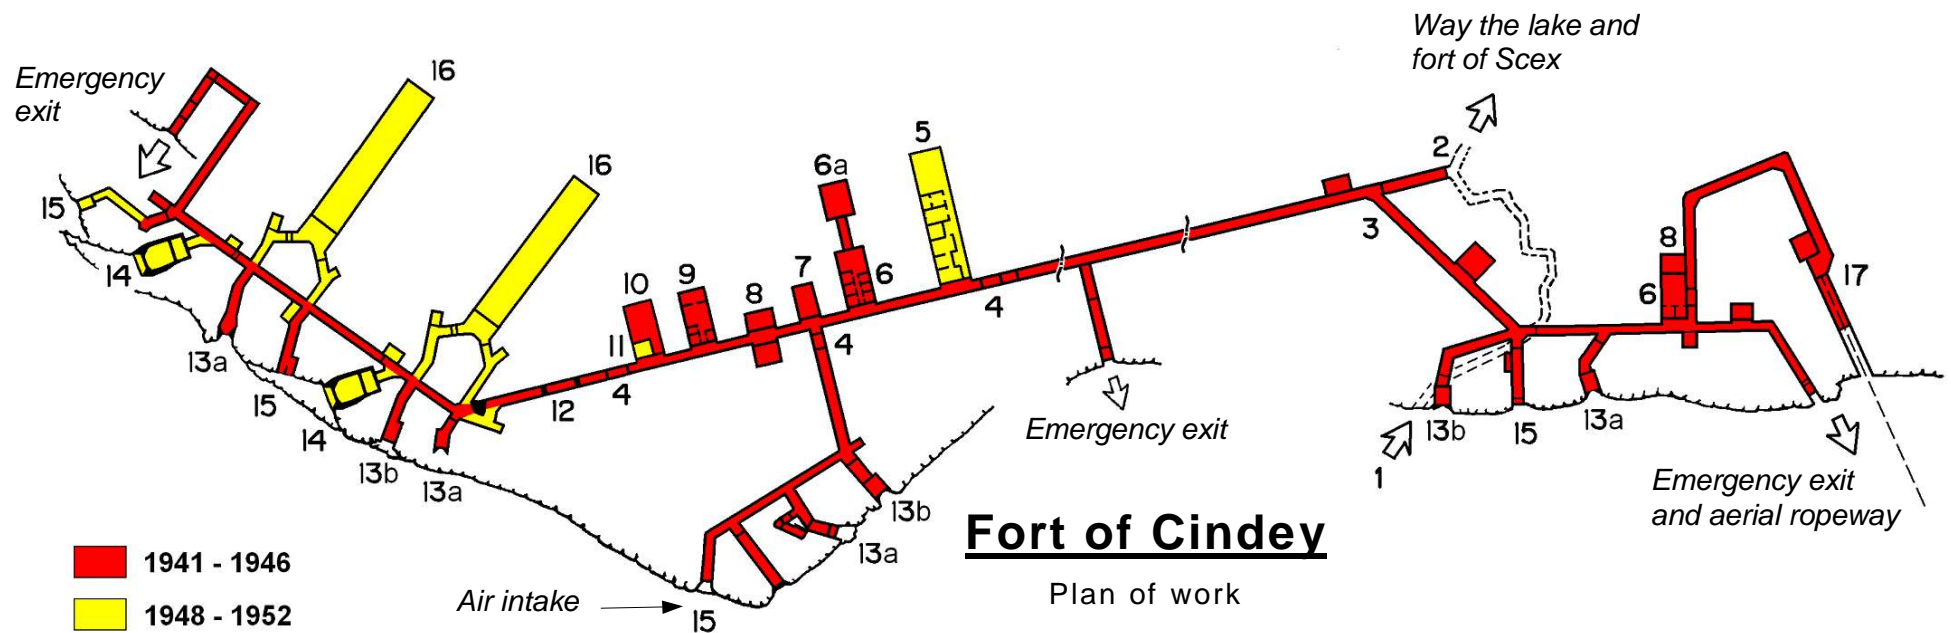 Way the lake and
fort of Scex
Emergency
exit
16
5
2
6a
16
15
3
8
17
14
10
9
8
7
6
4
6
11
4
13a
12
4
15
14
13b
13a
Emergency exit
13b
15
13a
1
Emergency exit
and aerial ropeway
13b
13a
Fort of Cindey
Plan of work
1941 - 1946
1948 - 1952
Air intake
15